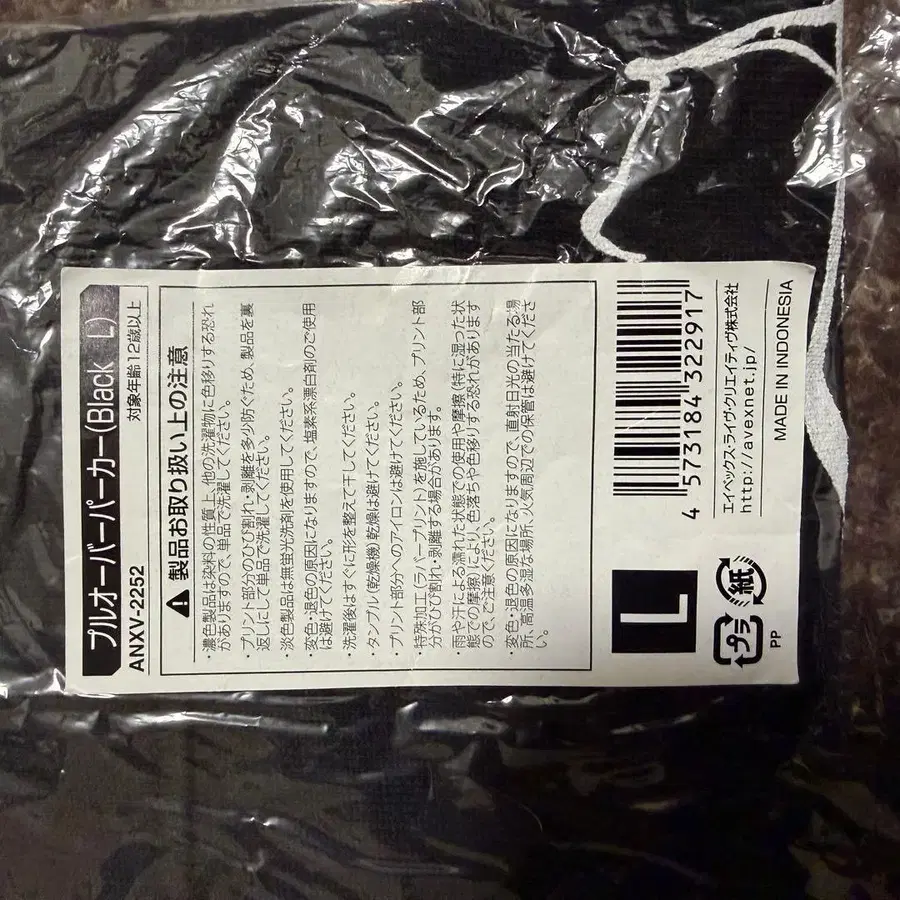 プルオーバーパーカー(Black L)
ANXV-2252
対象年齢12歳以上
製品お取り扱い上の注意
・濃色製品は染料の性質上、他の洗濯物に色移りする恐れ
がありますので、単品で洗濯してください。
・プリント部分のひび割れ・剥離を多少防ぐため、製品を裏
返しにして単品で洗濯してください。
・淡色製品は無蛍光洗剤を使用してください。
・変色・退色の原因になりますので、塩素系漂白剤のご使用
は避けてください。
・洗濯後はすぐに形を整えて干してください。
・タンブル(乾燥機)乾燥は避けてください。
・プリント部分へのアイロンは避けてください。
・特殊加工(ラバープリント)を施しているため、プリント部
分がひび割れ・剥離する場合があります。
・雨や汗による濡れた状態での使用や摩擦(特に湿った状
態での摩擦)により、色落ちや色移りする恐れがあります
ので、ご注意ください。
・変色・退色の原因になりますので、直射日光の当たる場
所、高温多湿な場所、火気周辺での保管は避けてくださ
い。
L
4 573184 322917
プラ
紙
PP
エイベックス・ライヴ・クリエイティヴ株式会社
http://avexnet.jp/
MADE IN INDONESIA